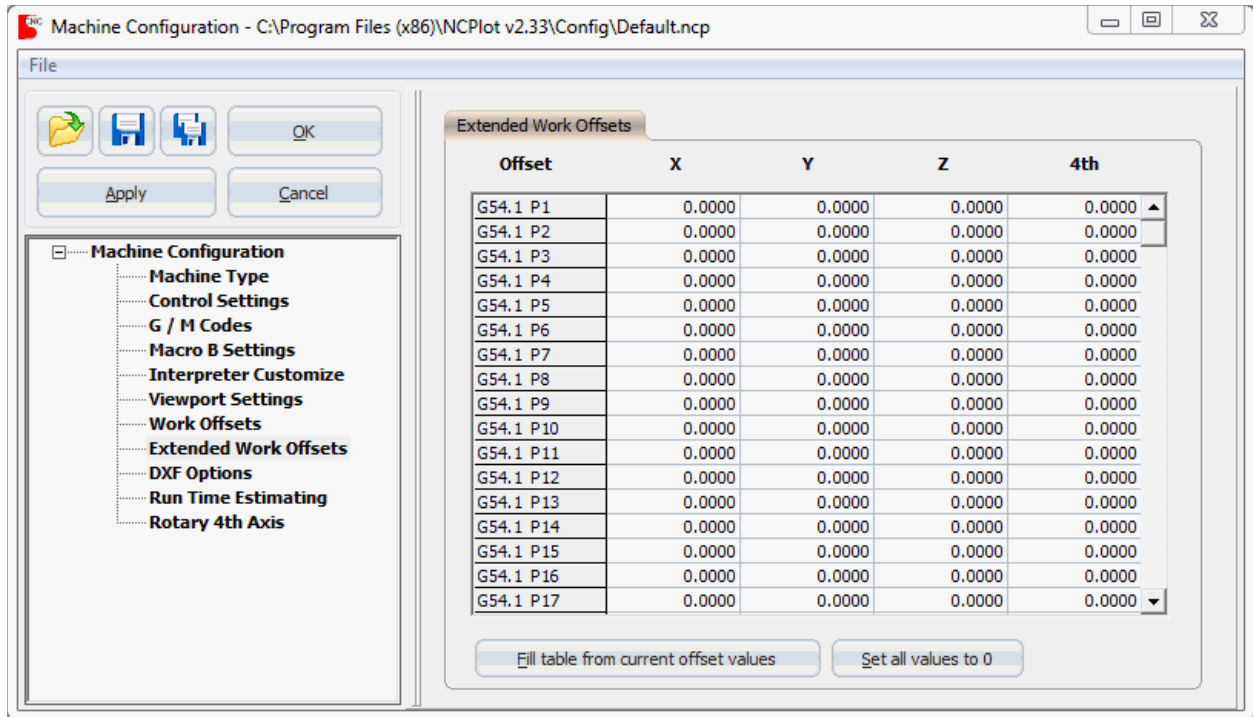 Machine Configuration - C:\Program Files (x86)\NCPlot v2.33\Config\Default.ncp
File
OK
Apply
Cancel
Machine Configuration
Machine Type
Control Settings
G / M Codes
Macro B Settings
Interpreter Customize
Viewport Settings
Work Offsets
Extended Work Offsets
DXF Options
Run Time Estimating
Rotary 4th Axis
Extended Work Offsets
Offset X Y Z 4th
G54.1 P1 0.0000 0.0000 0.0000 0.0000
G54.1 P2 0.0000 0.0000 0.0000 0.0000
G54.1 P3 0.0000 0.0000 0.0000 0.0000
G54.1 P4 0.0000 0.0000 0.0000 0.0000
G54.1 P5 0.0000 0.0000 0.0000 0.0000
G54.1 P6 0.0000 0.0000 0.0000 0.0000
G54.1 P7 0.0000 0.0000 0.0000 0.0000
G54.1 P8 0.0000 0.0000 0.0000 0.0000
G54.1 P9 0.0000 0.0000 0.0000 0.0000
G54.1 P10 0.0000 0.0000 0.0000 0.0000
G54.1 P11 0.0000 0.0000 0.0000 0.0000
G54.1 P12 0.0000 0.0000 0.0000 0.0000
G54.1 P13 0.0000 0.0000 0.0000 0.0000
G54.1 P14 0.0000 0.0000 0.0000 0.0000
G54.1 P15 0.0000 0.0000 0.0000 0.0000
G54.1 P16 0.0000 0.0000 0.0000 0.0000
G54.1 P17 0.0000 0.0000 0.0000 0.0000
Fill table from current offset values
Set all values to 0